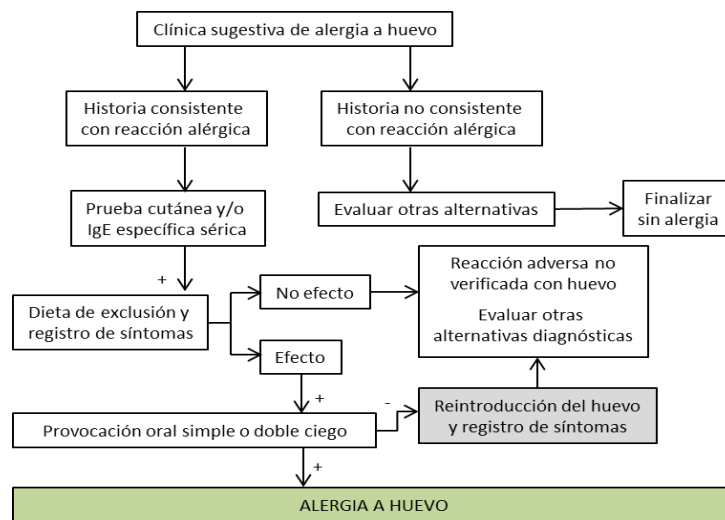 Clínica sugestiva de alergia a huevo
Historia consistente
con reacción alérgica
Historia no consistente
con reacción alérgica
Prueba cutánea y/o
IgE específica sérica
Evaluar otras alternativas
Finalizar
sin alergia
+
Dieta de exclusión y
registro de síntomas
No efecto
Reacción adversa no
verificada con huevo
Evaluar otras
alternativas diagnósticas
Efecto
+
-
Provocación oral simple o doble ciego
Reintroducción del huevo
y registro de síntomas
+
ALERGIA A HUEVO